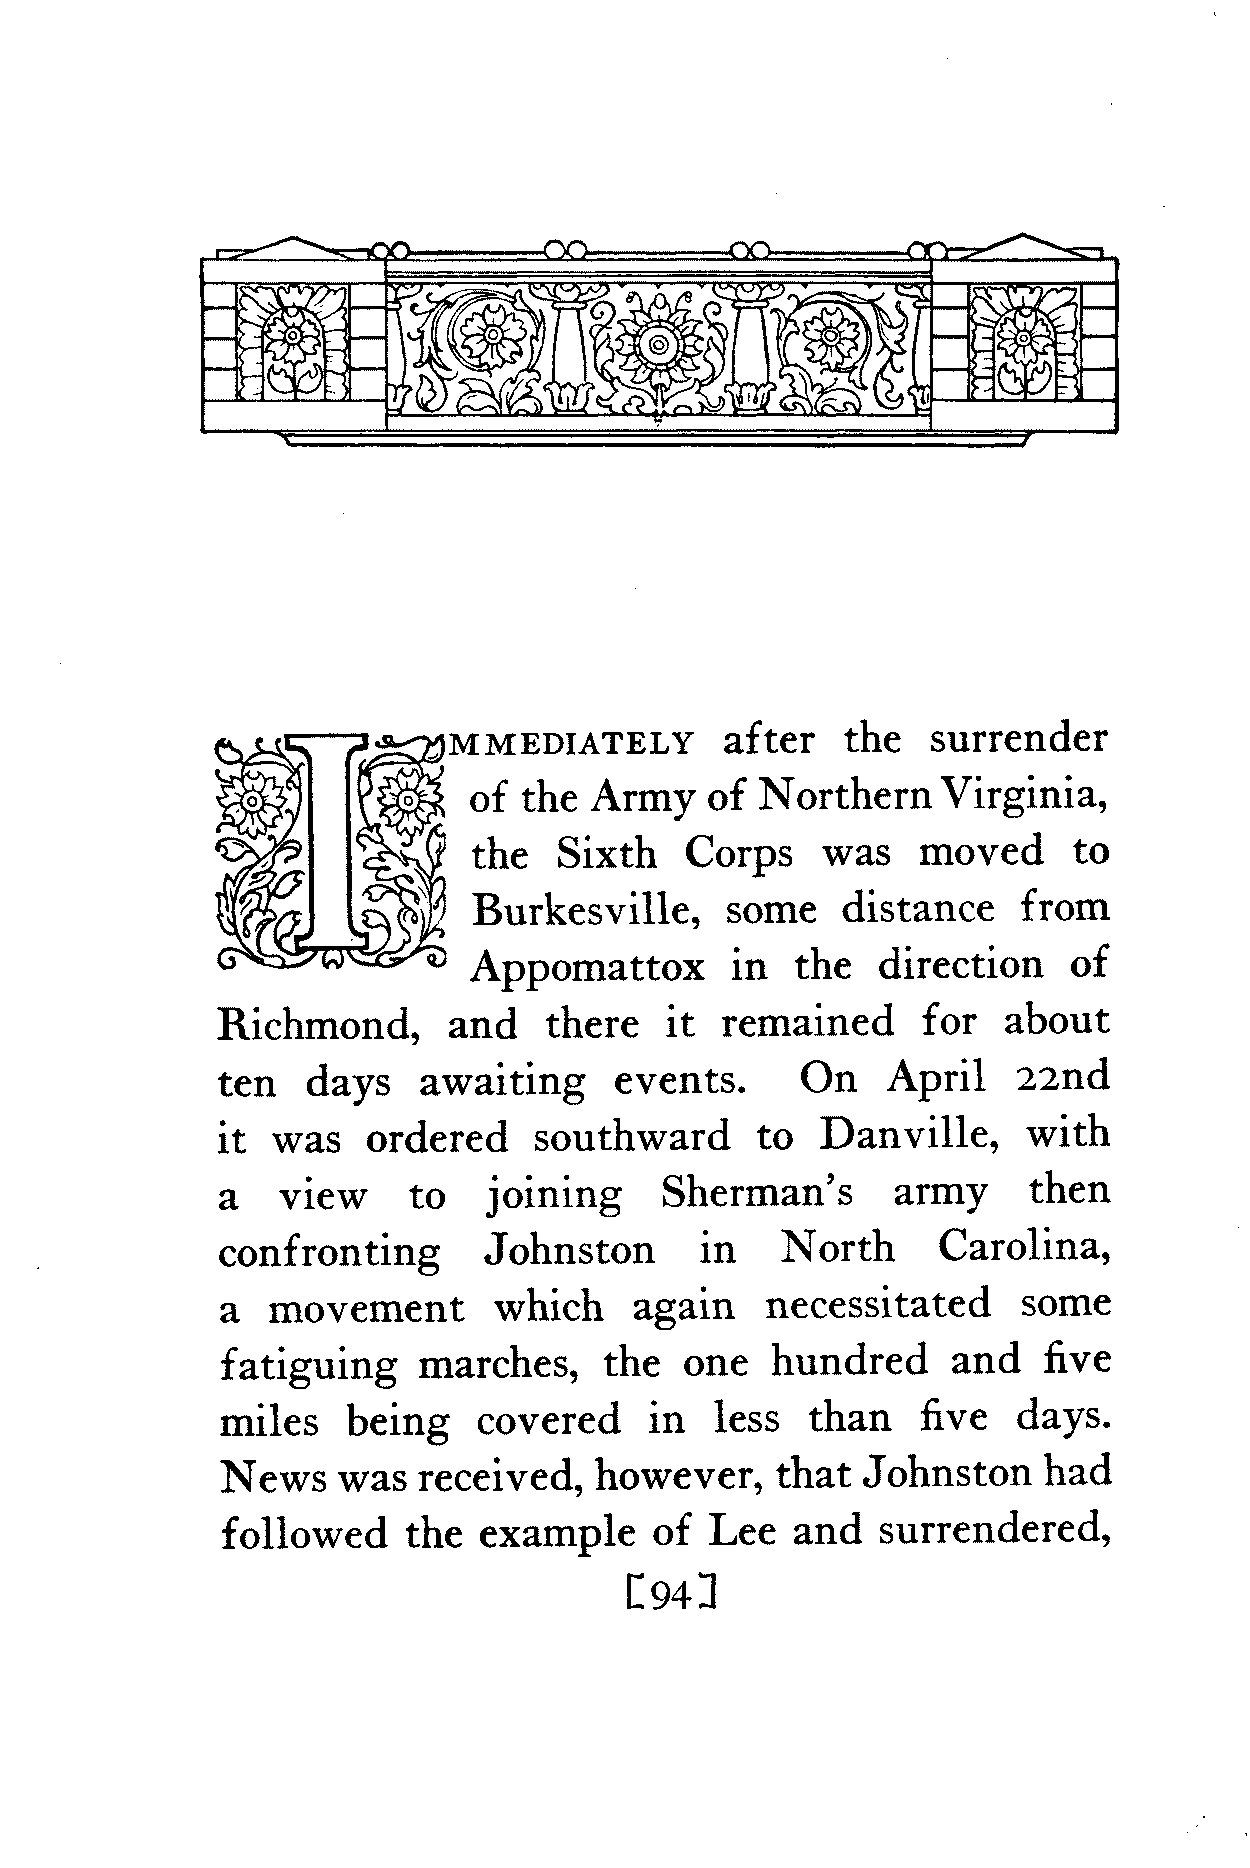 IMMEDIATELY after the surrender
of the Army of Northern Virginia,
the Sixth Corps was moved to
Burkesville, some distance from
Appomattox in the direction of
Richmond, and there it remained for about
ten days awaiting events. On April 22nd
it was ordered southward to Danville, with
a view to joining Sherman's army then
confronting Johnston in North Carolina,
a movement which again necessitated some
fatiguing marches, the one hundred and five
miles being covered in less than five days.
News was received, however, that Johnston had
followed the example of Lee and surrendered,
[94]